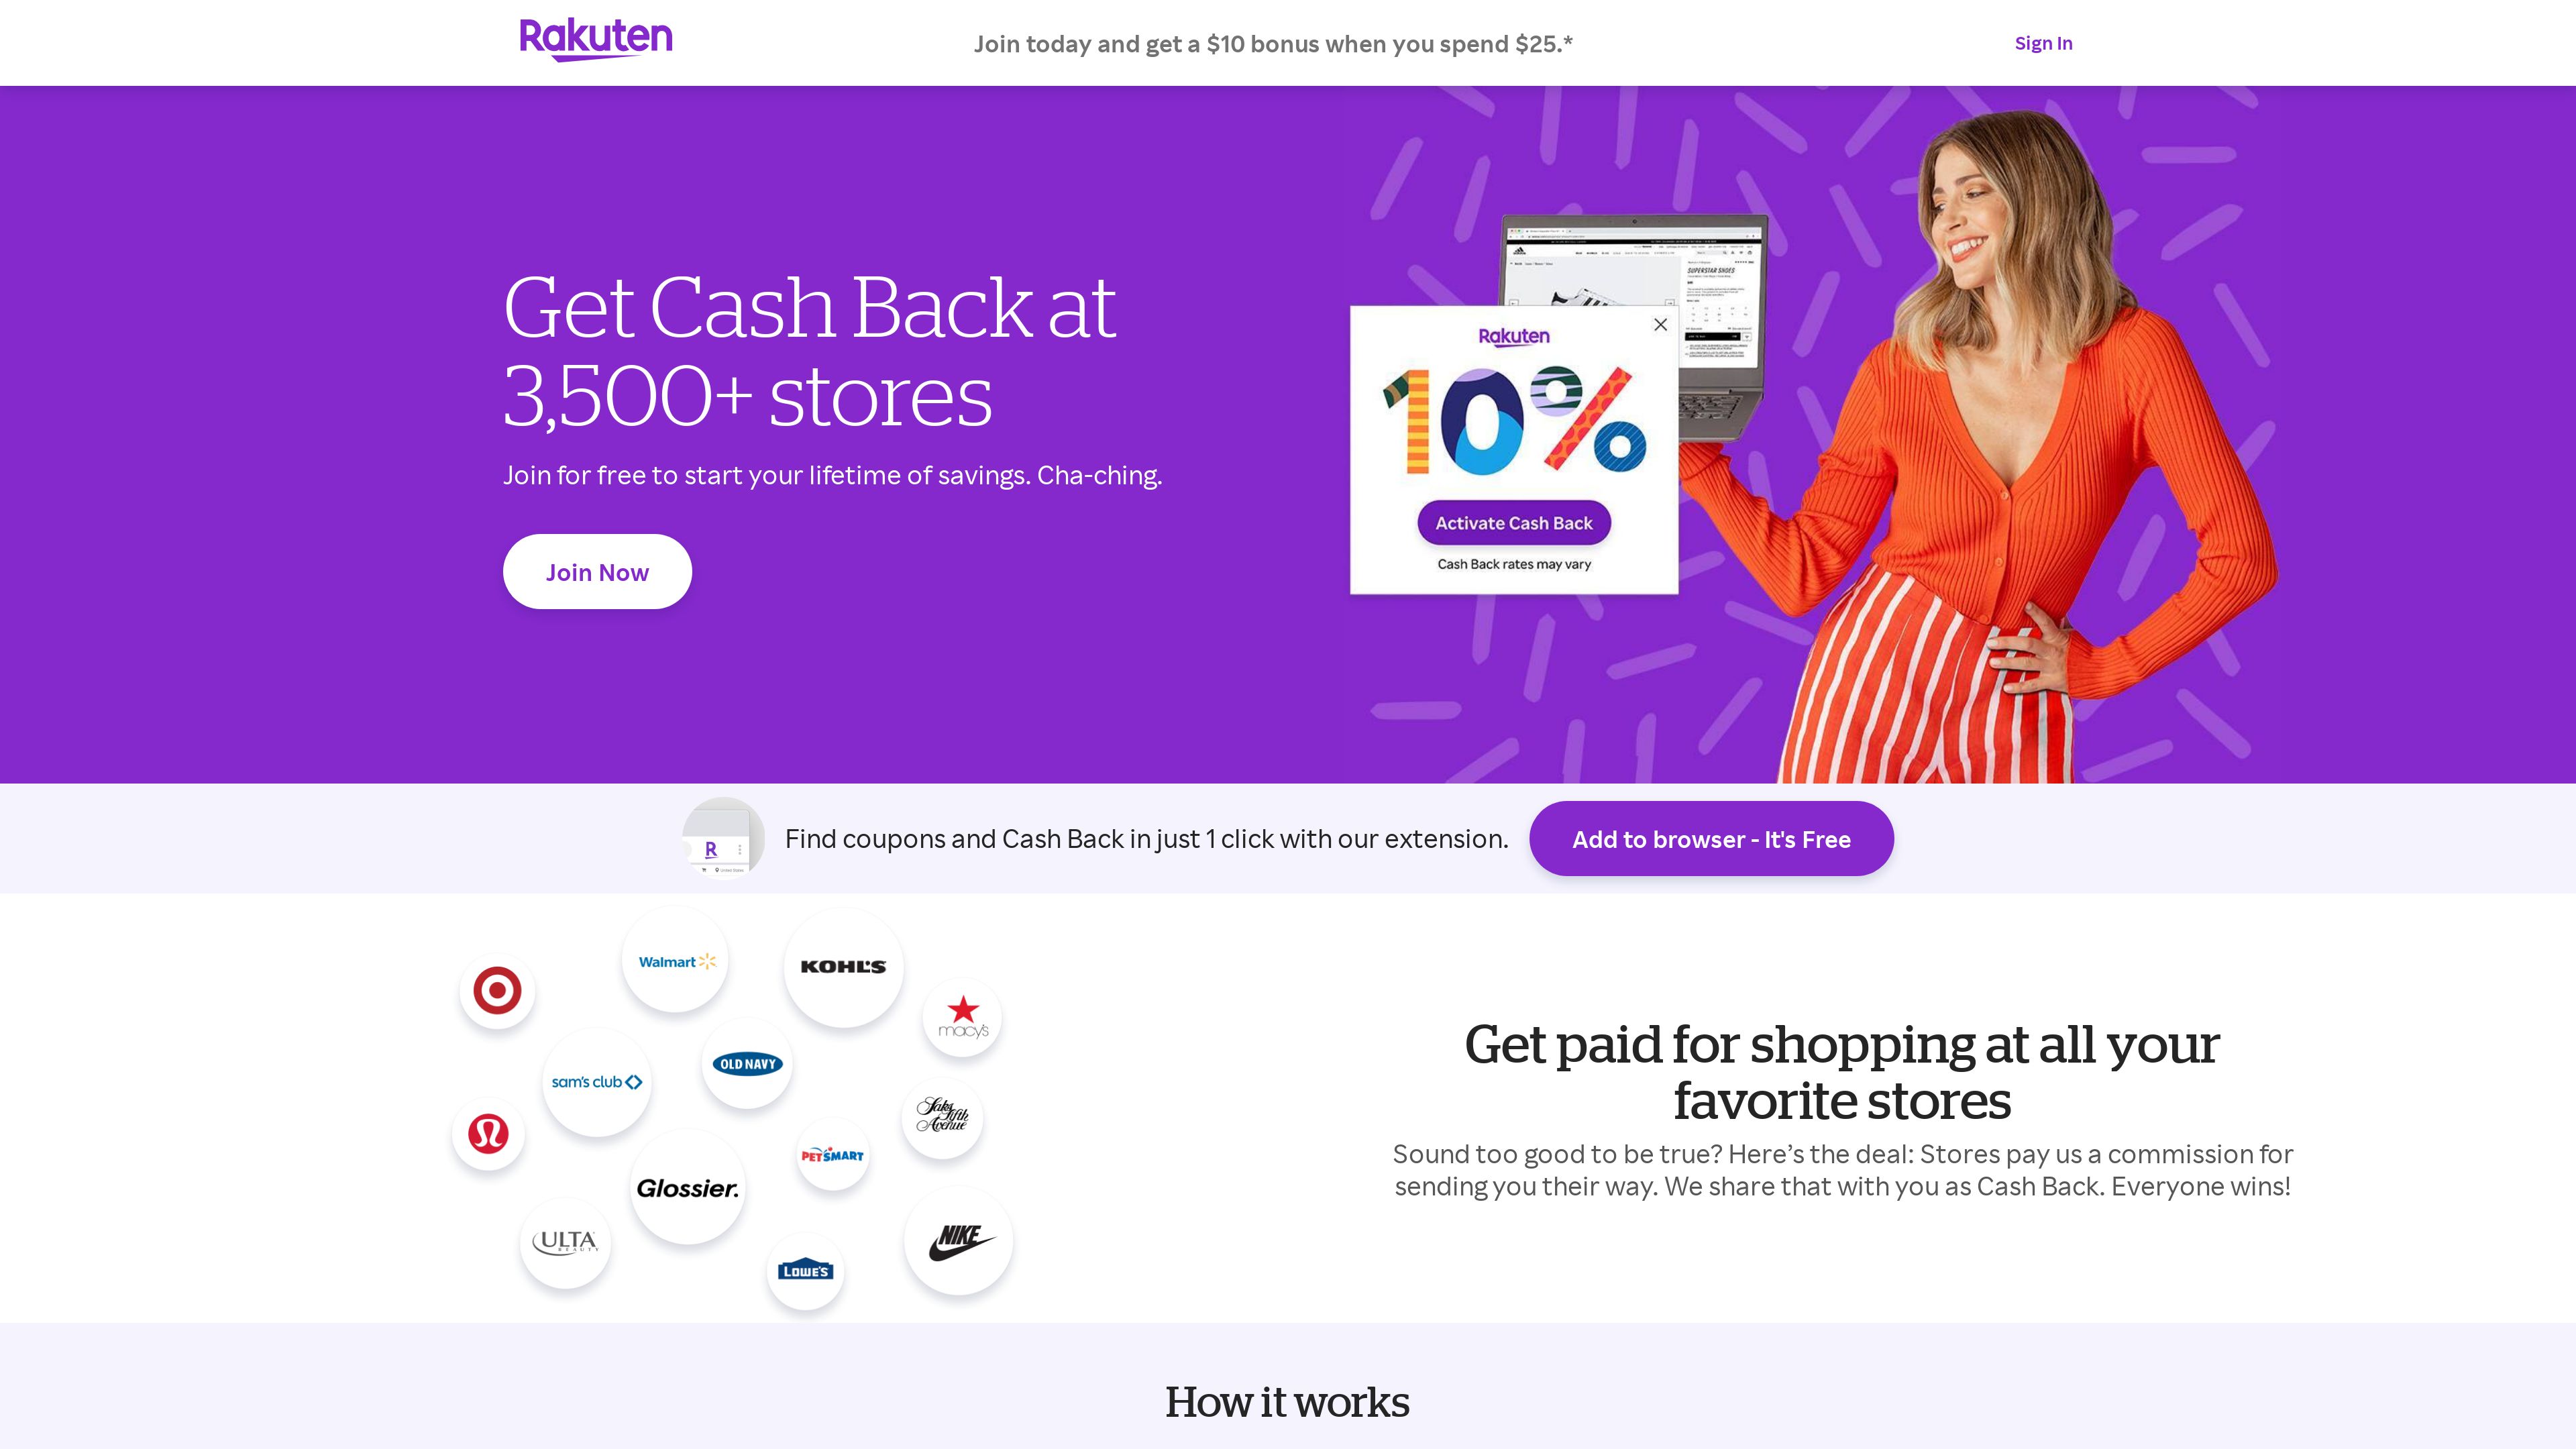 Rakuten
Join today and get a $10 bonus when you spend $25.*
Sign In
Get Cash Back at
3,500+ stores
Join for free to start your lifetime of savings. Cha-ching.
Join Now
SUPERSTAR SHOES
Rakuten
10%
Activate Cash Back
Cash Back rates may vary
R
United States
Find coupons and Cash Back in just 1 click with our extension.
Add to browser - It's Free
Walmart
KOHL'S
macy's
OLD NAVY
sam's club
Saks
Fifth
Avenue
PETSMART
Glossier.
ULTA
BEAUTY
NIKE
LOWE'S
Get paid for shopping at all your
favorite stores
Sound too good to be true? Here’s the deal: Stores pay us a commission for
sending you their way. We share that with you as Cash Back. Everyone wins!
How it works